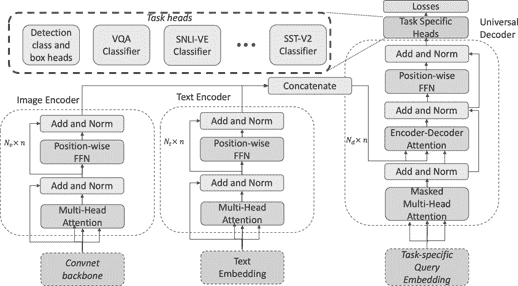 Task heads
Detection
class and
box heads
VQA
Classifier
SNLI-VE
Classifier
SST-V2
Classifier
Losses
Task Specific
Heads
Universal
Decoder
Add and Norm
Position-wise
FFN
Add and Norm
Encoder-Decoder
Attention
Add and Norm
Masked
Multi-Head
Attention
Nd × n
Task-specific
Query
Embedding
Concatenate
Image Encoder
Add and Norm
Nv × n
Position-wise
FFN
Add and Norm
Multi-Head
Attention
Convnet
backbone
Text Encoder
Add and Norm
Nt × n
Position-wise
FFN
Add and Norm
Multi-Head
Attention
Text
Embedding